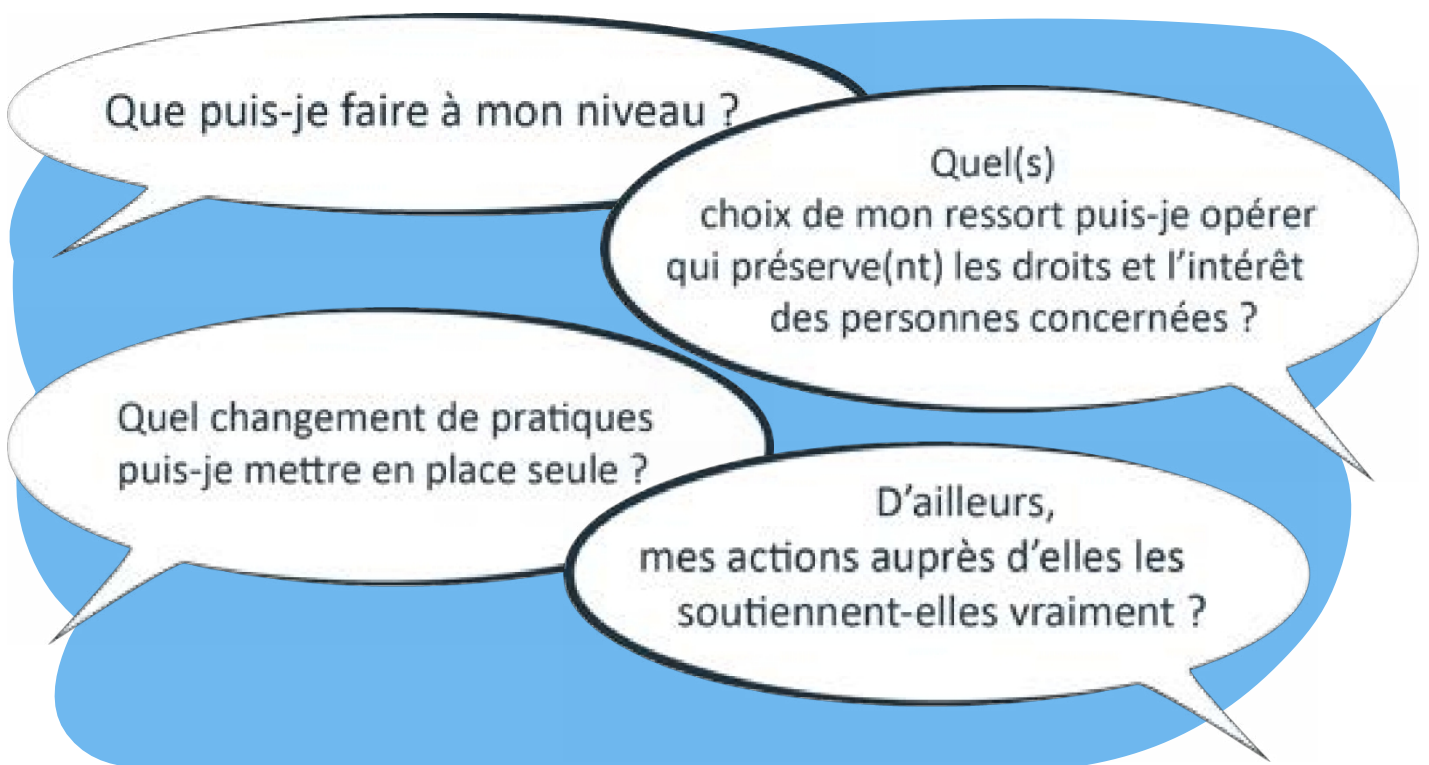 Que puis-je faire à mon niveau ?
Quel(s)
choix de mon ressort puis-je opérer
qui préserve(nt) les droits et l'intérêt
des personnes concernées ?
Quel changement de pratiques
puis-je mettre en place seule ?
D'ailleurs,
mes actions auprès d'elles les
soutiennent-elles vraiment ?